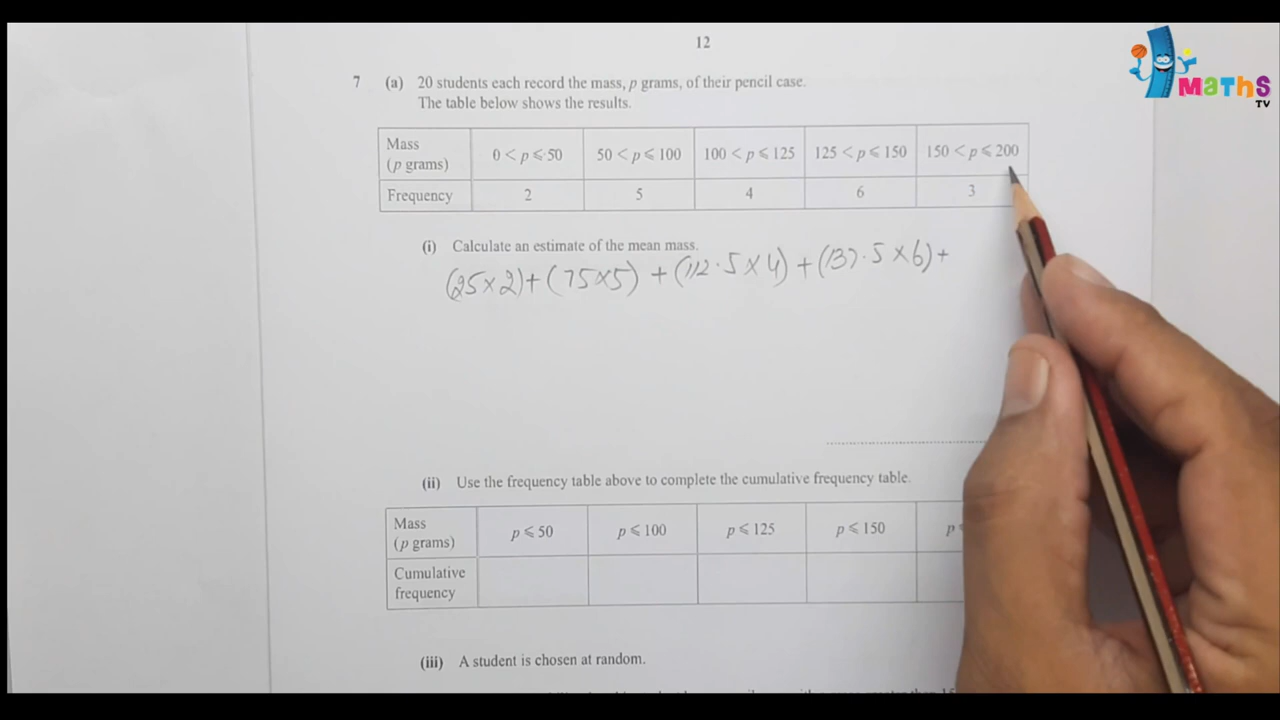 12
MaThS
TV
7 (a) 20 students each record the mass, p grams, of their pencil case.
The table below shows the results.
Mass (p grams) 0 < p ⩽ 50 50 < p ⩽ 100 100 < p ⩽ 125 125 < p ⩽ 150 150 < p ⩽ 200
Frequency 2 5 4 6 3
(i) Calculate an estimate of the mean mass.
(25×2)+(75×5)+(112·5×4)+(137·5×6)+
(ii) Use the frequency table above to complete the cumulative frequency table.
Mass (p grams) p ⩽ 50 p ⩽ 100 p ⩽ 125 p ⩽ 150 p
Cumulative frequency
(iii) A student is chosen at random.